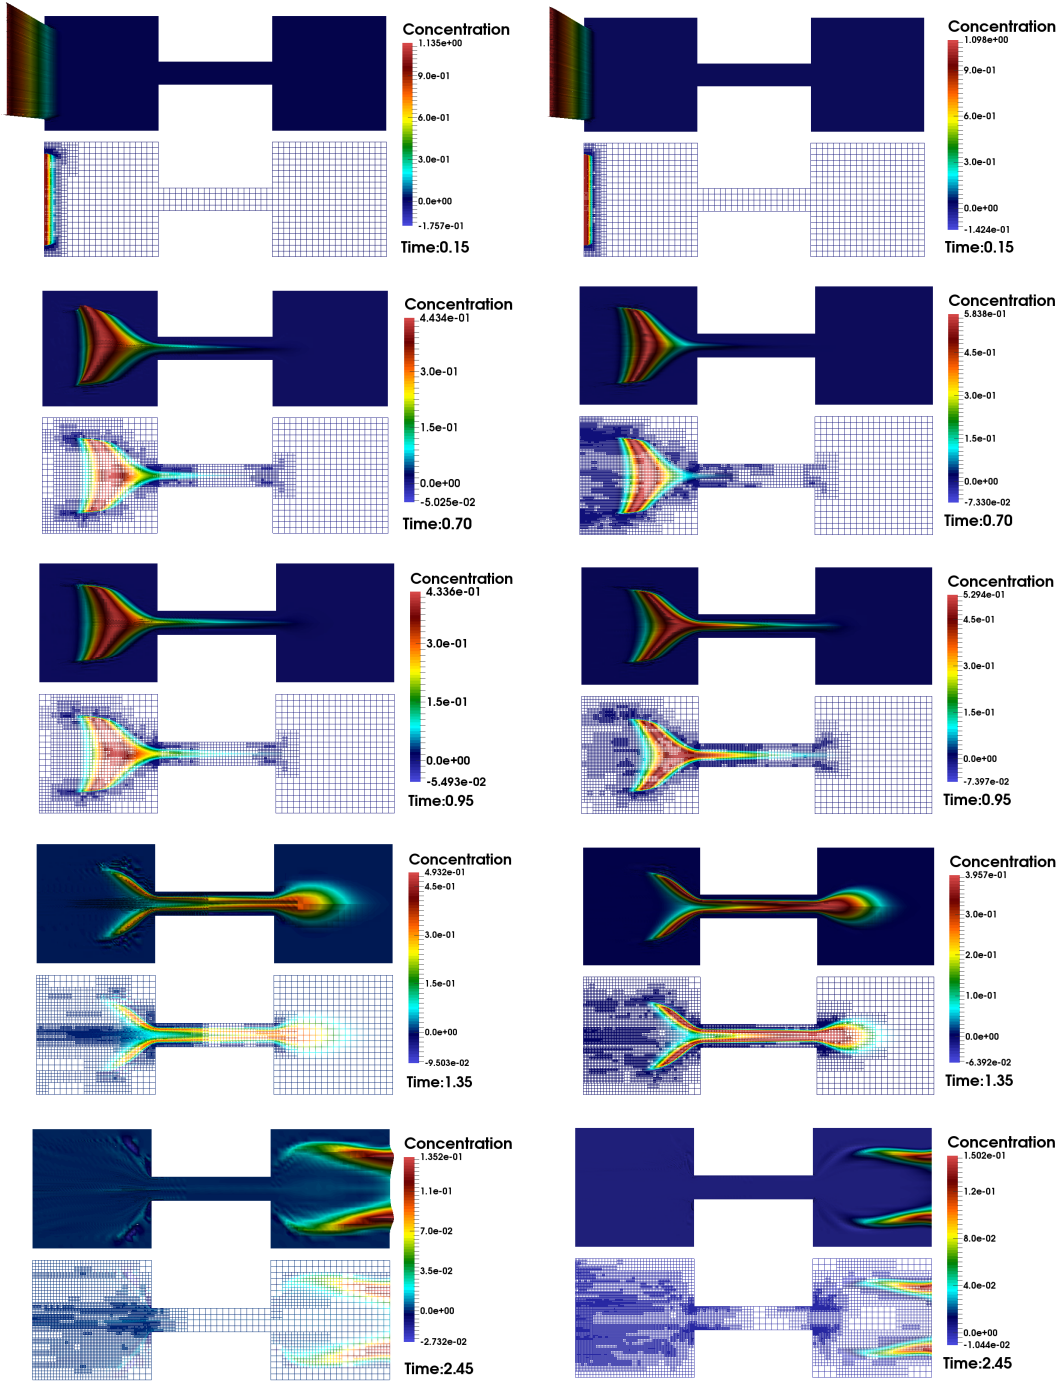 Concentration
1.135e+00
9.0e-01
6.0e-01
3.0e-01
0.0e+00
-1.757e-01
Time:0.15
Concentration
1.098e+00
9.0e-01
6.0e-01
3.0e-01
0.0e+00
-1.424e-01
Time:0.15
Concentration
4.434e-01
3.0e-01
1.5e-01
0.0e+00
-5.025e-02
Time:0.70
Concentration
5.838e-01
4.5e-01
3.0e-01
1.5e-01
0.0e+00
-7.330e-02
Time:0.70
Concentration
4.336e-01
3.0e-01
1.5e-01
0.0e+00
-5.493e-02
Time:0.95
Concentration
5.294e-01
4.5e-01
3.0e-01
1.5e-01
0.0e+00
-7.397e-02
Time:0.95
Concentration
4.932e-01
4.5e-01
3.0e-01
1.5e-01
0.0e+00
-9.503e-02
Time:1.35
Concentration
3.957e-01
3.0e-01
2.0e-01
1.0e-01
0.0e+00
-6.392e-02
Time:1.35
Concentration
1.352e-01
1.1e-01
7.0e-02
3.5e-02
0.0e+00
-2.732e-02
Time:2.45
Concentration
1.502e-01
1.2e-01
8.0e-02
4.0e-02
0.0e+00
-1.044e-02
Time:2.45